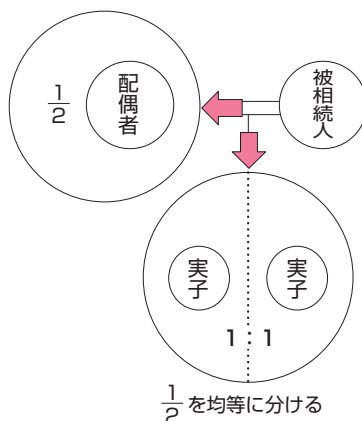 1/2
配偶者
被相続人
実子
実子
1:1
1/2を均等に分ける